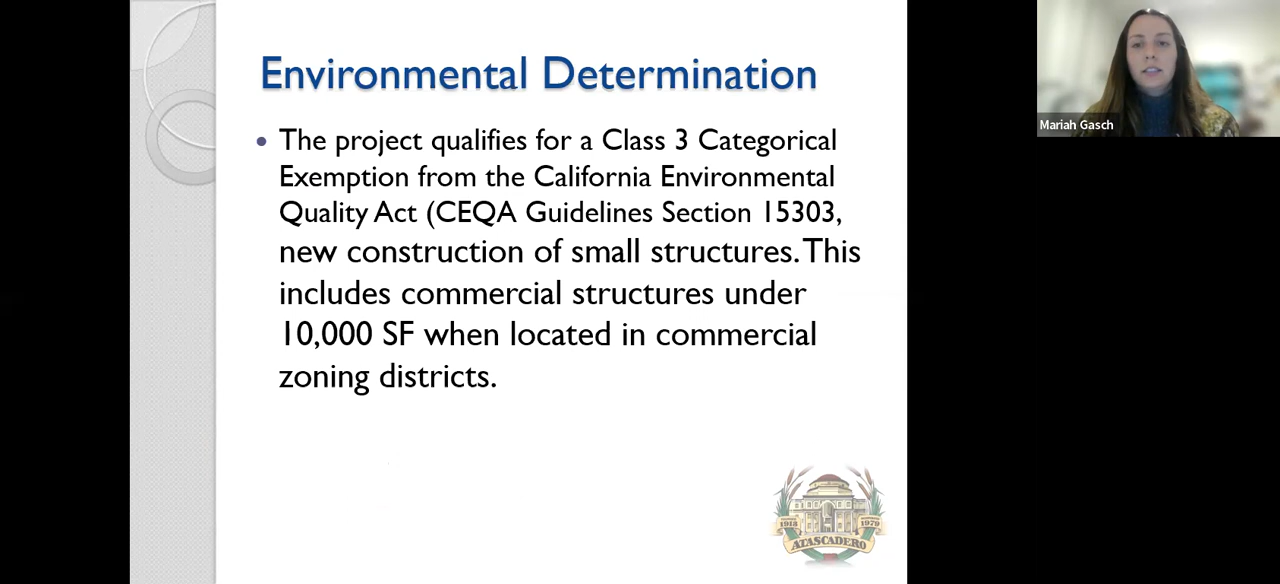 Environmental Determination
• The project qualifies for a Class 3 Categorical
Exemption from the California Environmental
Quality Act (CEQA Guidelines Section 15303,
new construction of small structures. This
includes commercial structures under
10,000 SF when located in commercial
zoning districts.
Mariah Gasch
1913
1979
ATASCADERO